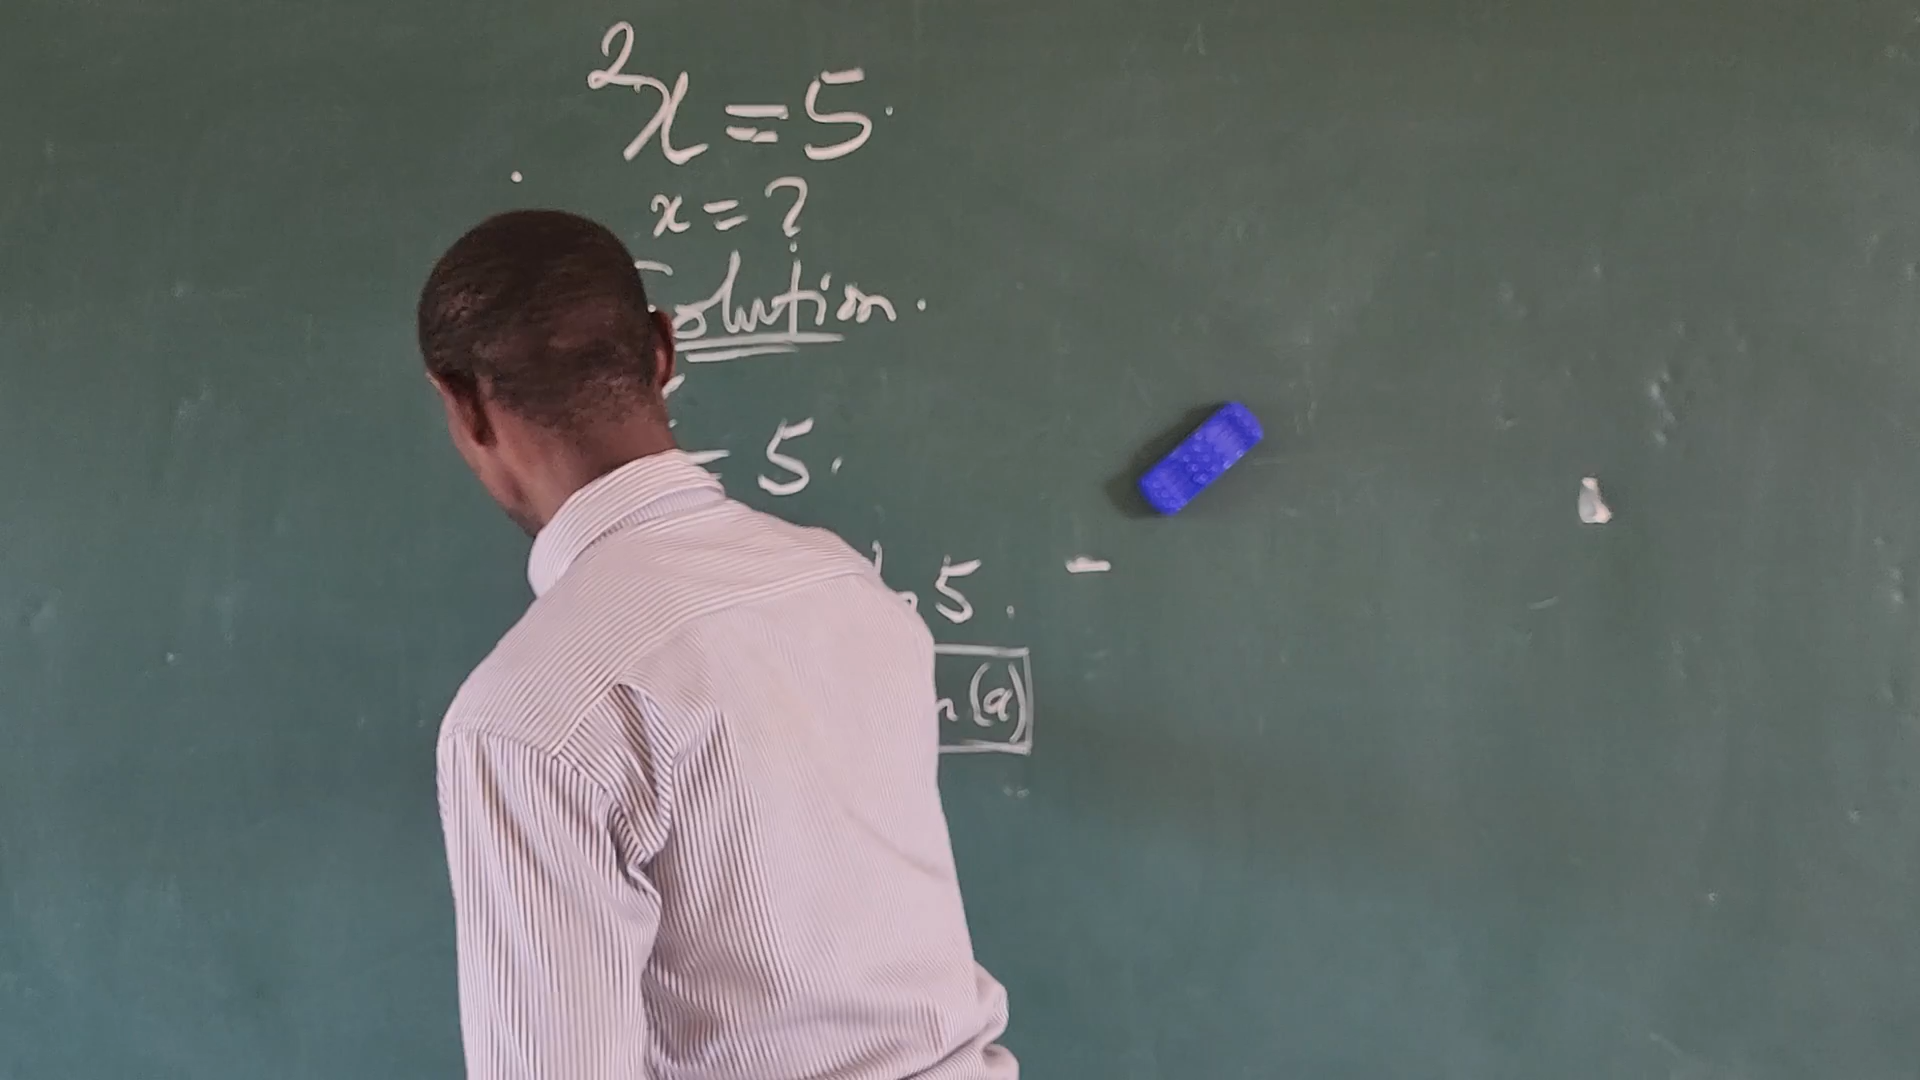 ²x = 5.
x = ?
Solution.
= 5.
5. -
n(a)